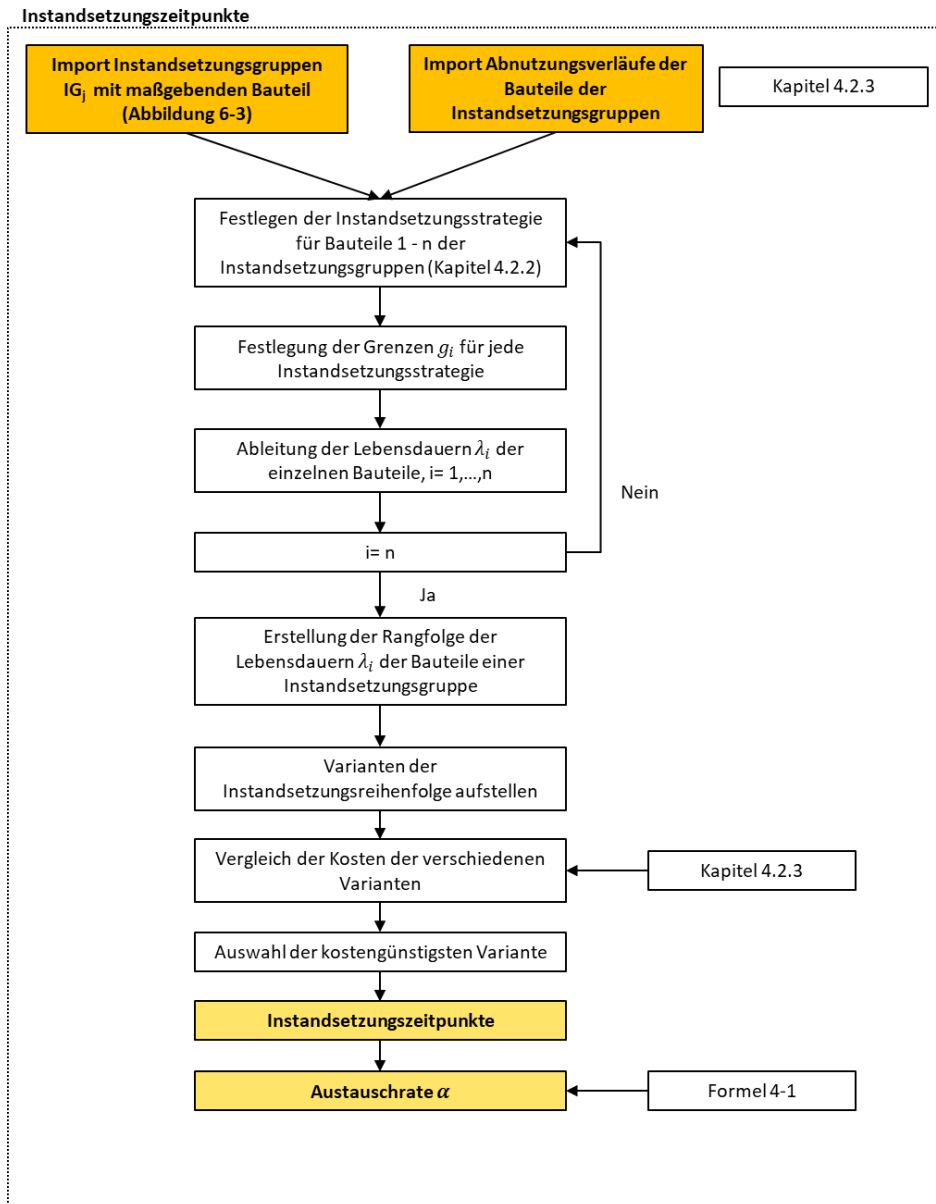 Instandsetzungszeitpunkte
Import Instandsetzungsgruppen
IGj mit maßgebenden Bauteil
(Abbildung 6-3)
Import Abnutzungsverläufe der
Bauteile der
Instandsetzungsgruppen
Kapitel 4.2.3
Festlegen der Instandsetzungsstrategie
für Bauteile 1 - n der
Instandsetzungsgruppen (Kapitel 4.2.2)
Festlegung der Grenzen gi für jede
Instandsetzungsstrategie
Ableitung der Lebensdauern λi der
einzelnen Bauteile, i= 1,...,n
Nein
i= n
Ja
Erstellung der Rangfolge der
Lebensdauern λi der Bauteile einer
Instandsetzungsgruppe
Varianten der
Instandsetzungsreihenfolge aufstellen
Vergleich der Kosten der verschiedenen
Varianten
Kapitel 4.2.3
Auswahl der kostengünstigsten Variante
Instandsetzungszeitpunkte
Austauschrate α
Formel 4-1